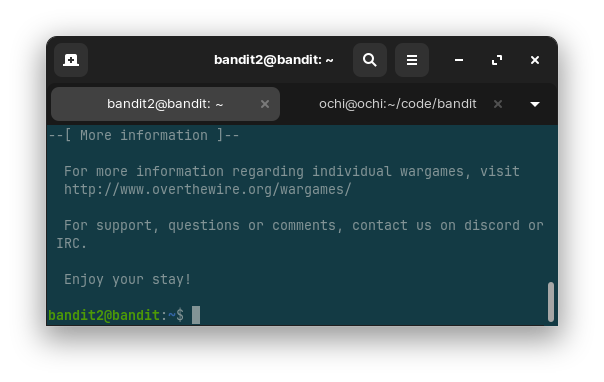 bandit2@bandit: ~
bandit2@bandit: ~
ochi@ochi:~/code/bandit
--[ More information ]--
For more information regarding individual wargames, visit
http://www.overthewire.org/wargames/
For support, questions or comments, contact us on discord or
IRC.
Enjoy your stay!
bandit2@bandit:~$